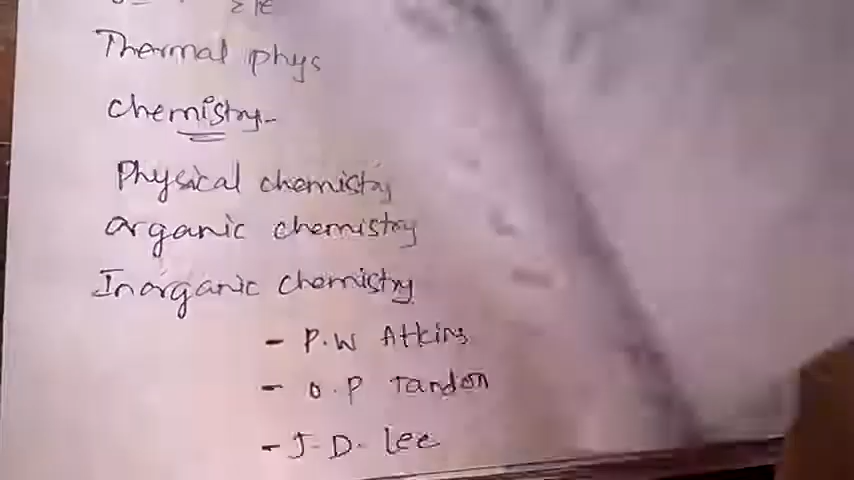 Thermal phys
chemistry-
Physical chemistry
organic chemistry
Inorganic chemistry
- P.W Atkins
- O.P Tandon
- J.D. lee